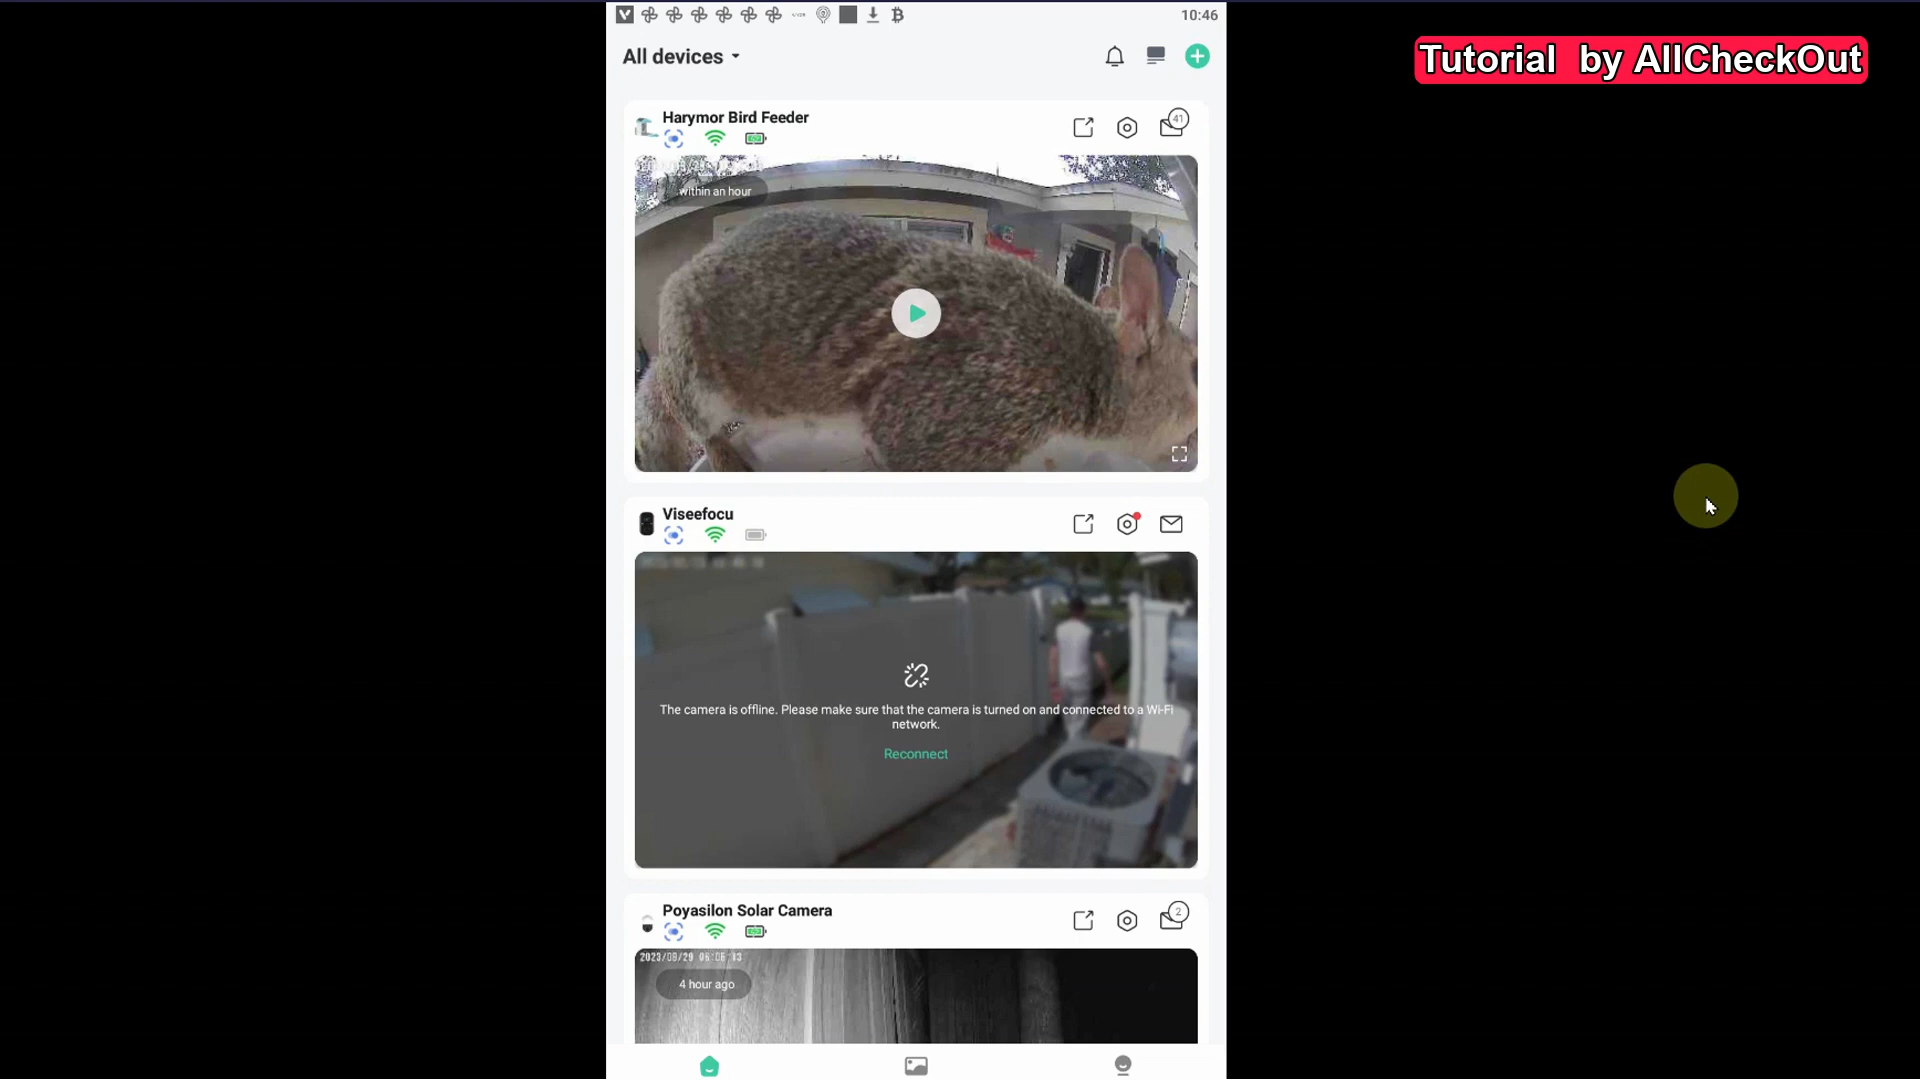 10:46
Tutorial by AllCheckOut
All devices
Harymor Bird Feeder
41
within an hour
Viseefocu
The camera is offline. Please make sure that the camera is turned on and connected to a Wi-Fi
network.
Reconnect
Poyasilon Solar Camera
2
4 hour ago